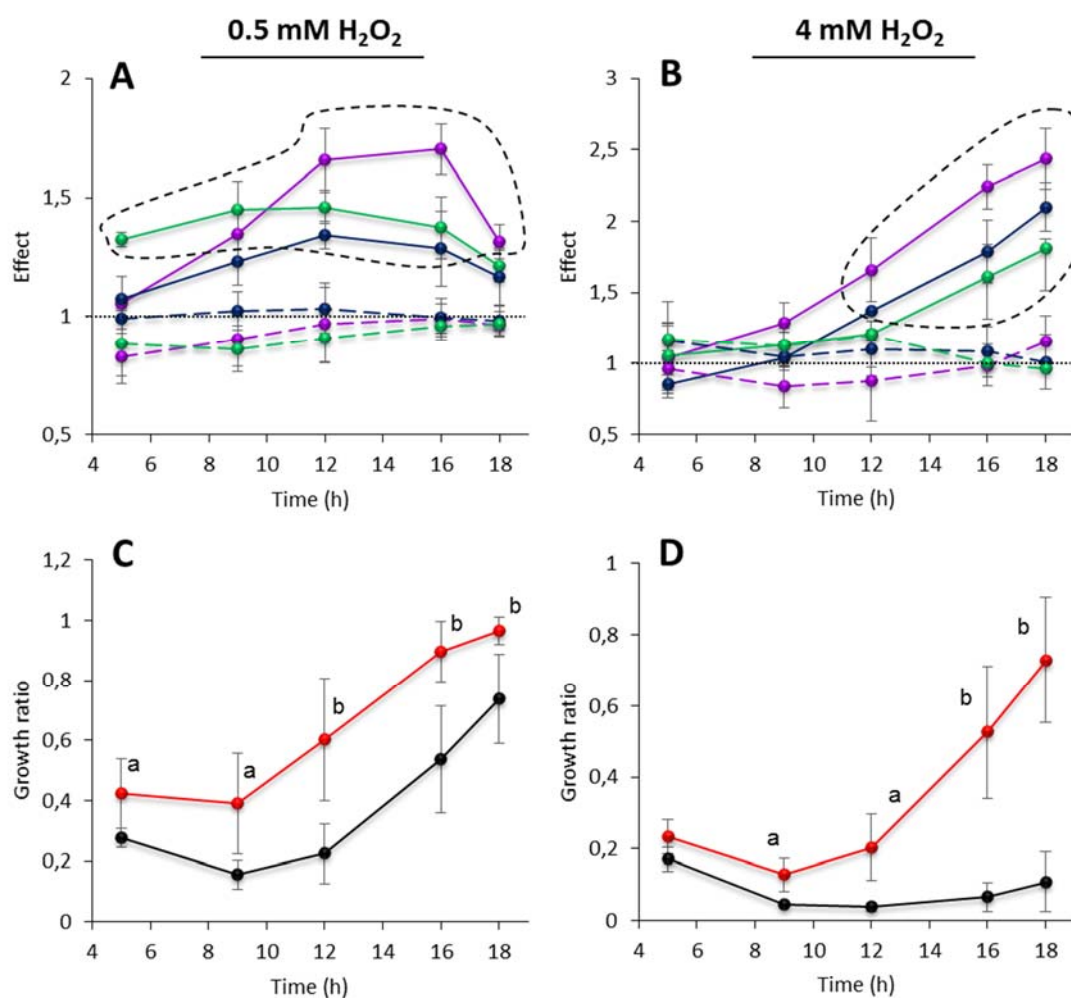 0.5 mM H₂O₂
4 mM H₂O₂
A
2
1,5
1
0,5
Effect
4 6 8 10 12 14 16 18
Time (h)
B
3
2,5
2
1,5
1
0,5
Effect
4 6 8 10 12 14 16 18
Time (h)
C
1,2
1
0,8
0,6
0,4
0,2
0
Growth ratio
a
a
b
b
b
4 6 8 10 12 14 16 18
Time (h)
D
1
0,8
0,6
0,4
0,2
0
Growth ratio
a
a
b
b
4 6 8 10 12 14 16 18
Time (h)